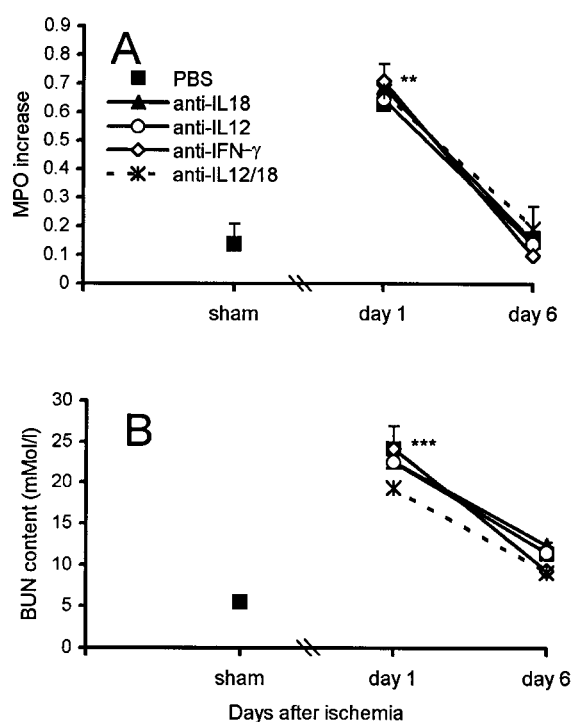 A
MPO increase
0.9
0.8
0.7
0.6
0.5
0.4
0.3
0.2
0.1
0
PBS
anti-IL18
anti-IL12
anti-IFN-γ
anti-IL12/18
**
sham
day 1
day 6
B
BUN content (mMol/l)
30
25
20
15
10
5
0
***
sham
day 1
day 6
Days after ischemia